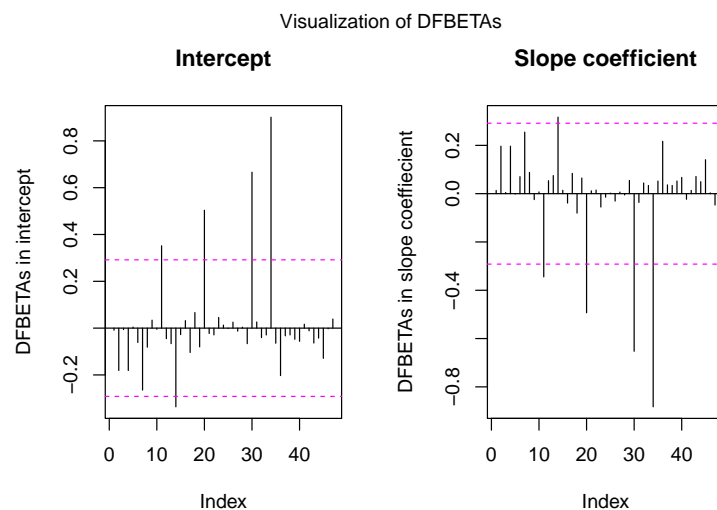 Visualization of DFBETAs
Intercept
Slope coefficient
DFBETAs in intercept
−0.2
0.2
0.4
0.6
0.8
0
10
20
30
40
Index
DFBETAs in slope coeffiecient
−0.8
−0.4
0.0
0.2
0
10
20
30
40
Index